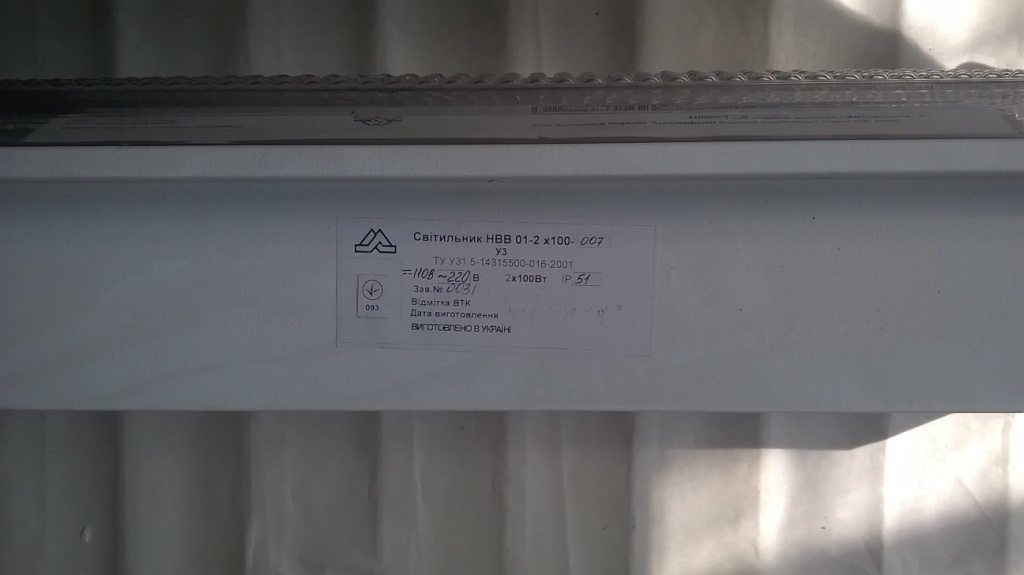 Світильник НВВ 01-2 х100- 007
У3
ТУ У31.5-14315500-016-2001
=110В ~220 В 2х100Вт IP 51
Зав.№ 0031
093
Відмітка ВТК
Дата виготовлення
ВИГОТОВЛЕНО В УКРАЇНІ